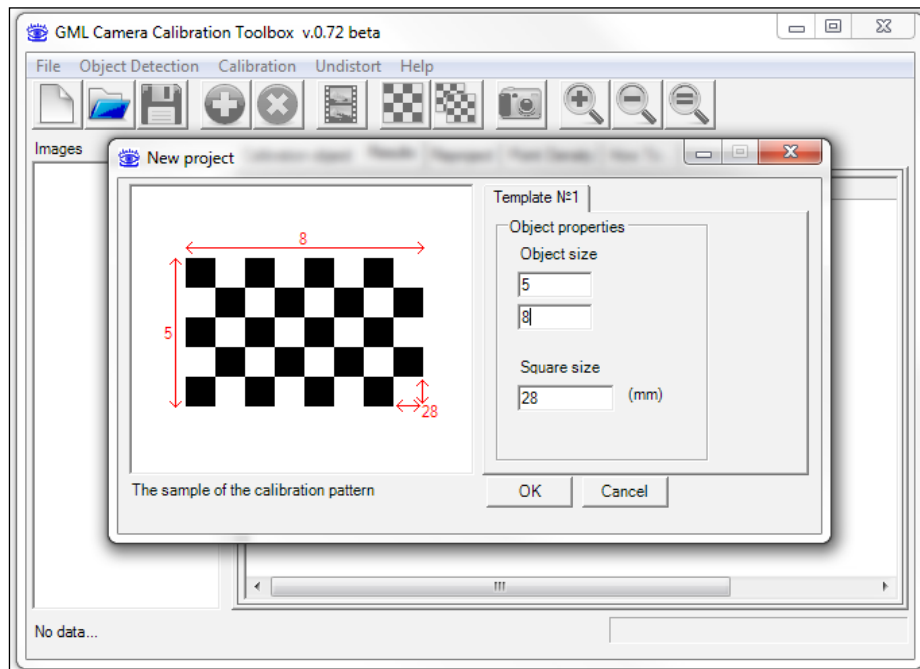 GML Camera Calibration Toolbox v.0.72 beta
File Object Detection Calibration Undistort Help
Images
New project
Template №1
Object properties
Object size
5
8
Square size
28 (mm)
8
5
28
The sample of the calibration pattern
OK Cancel
No data...